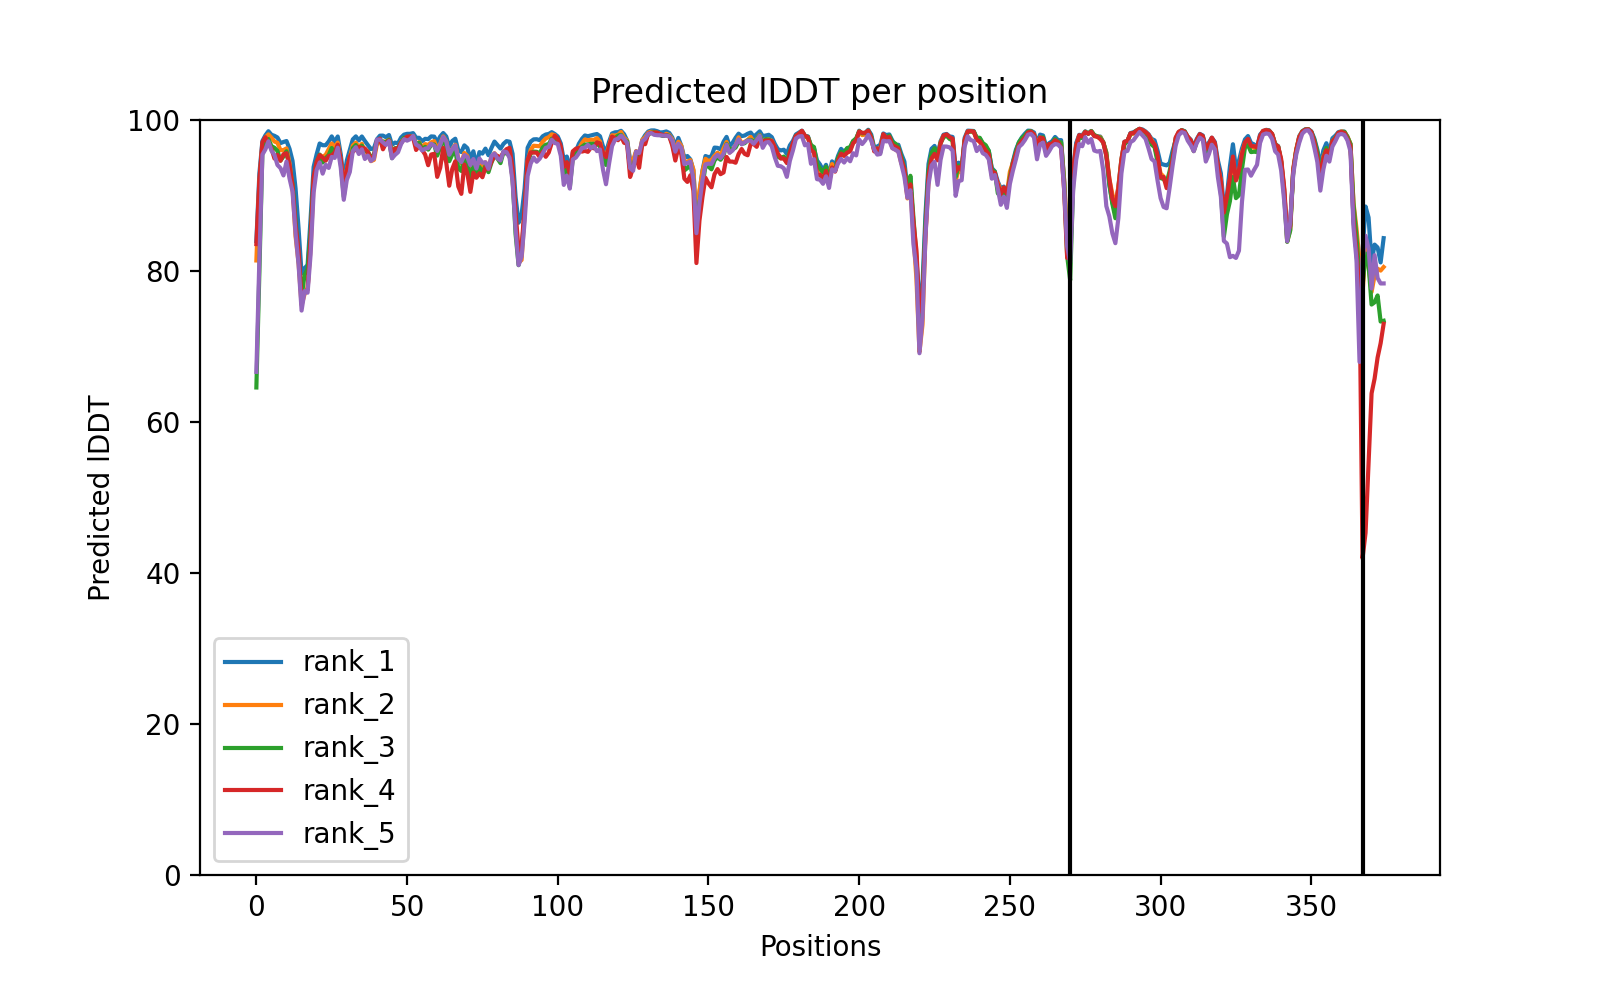 Predicted lDDT per position
Predicted lDDT
100
80
60
40
20
0
rank_1
rank_2
rank_3
rank_4
rank_5
0 50 100 150 200 250 300 350
Positions